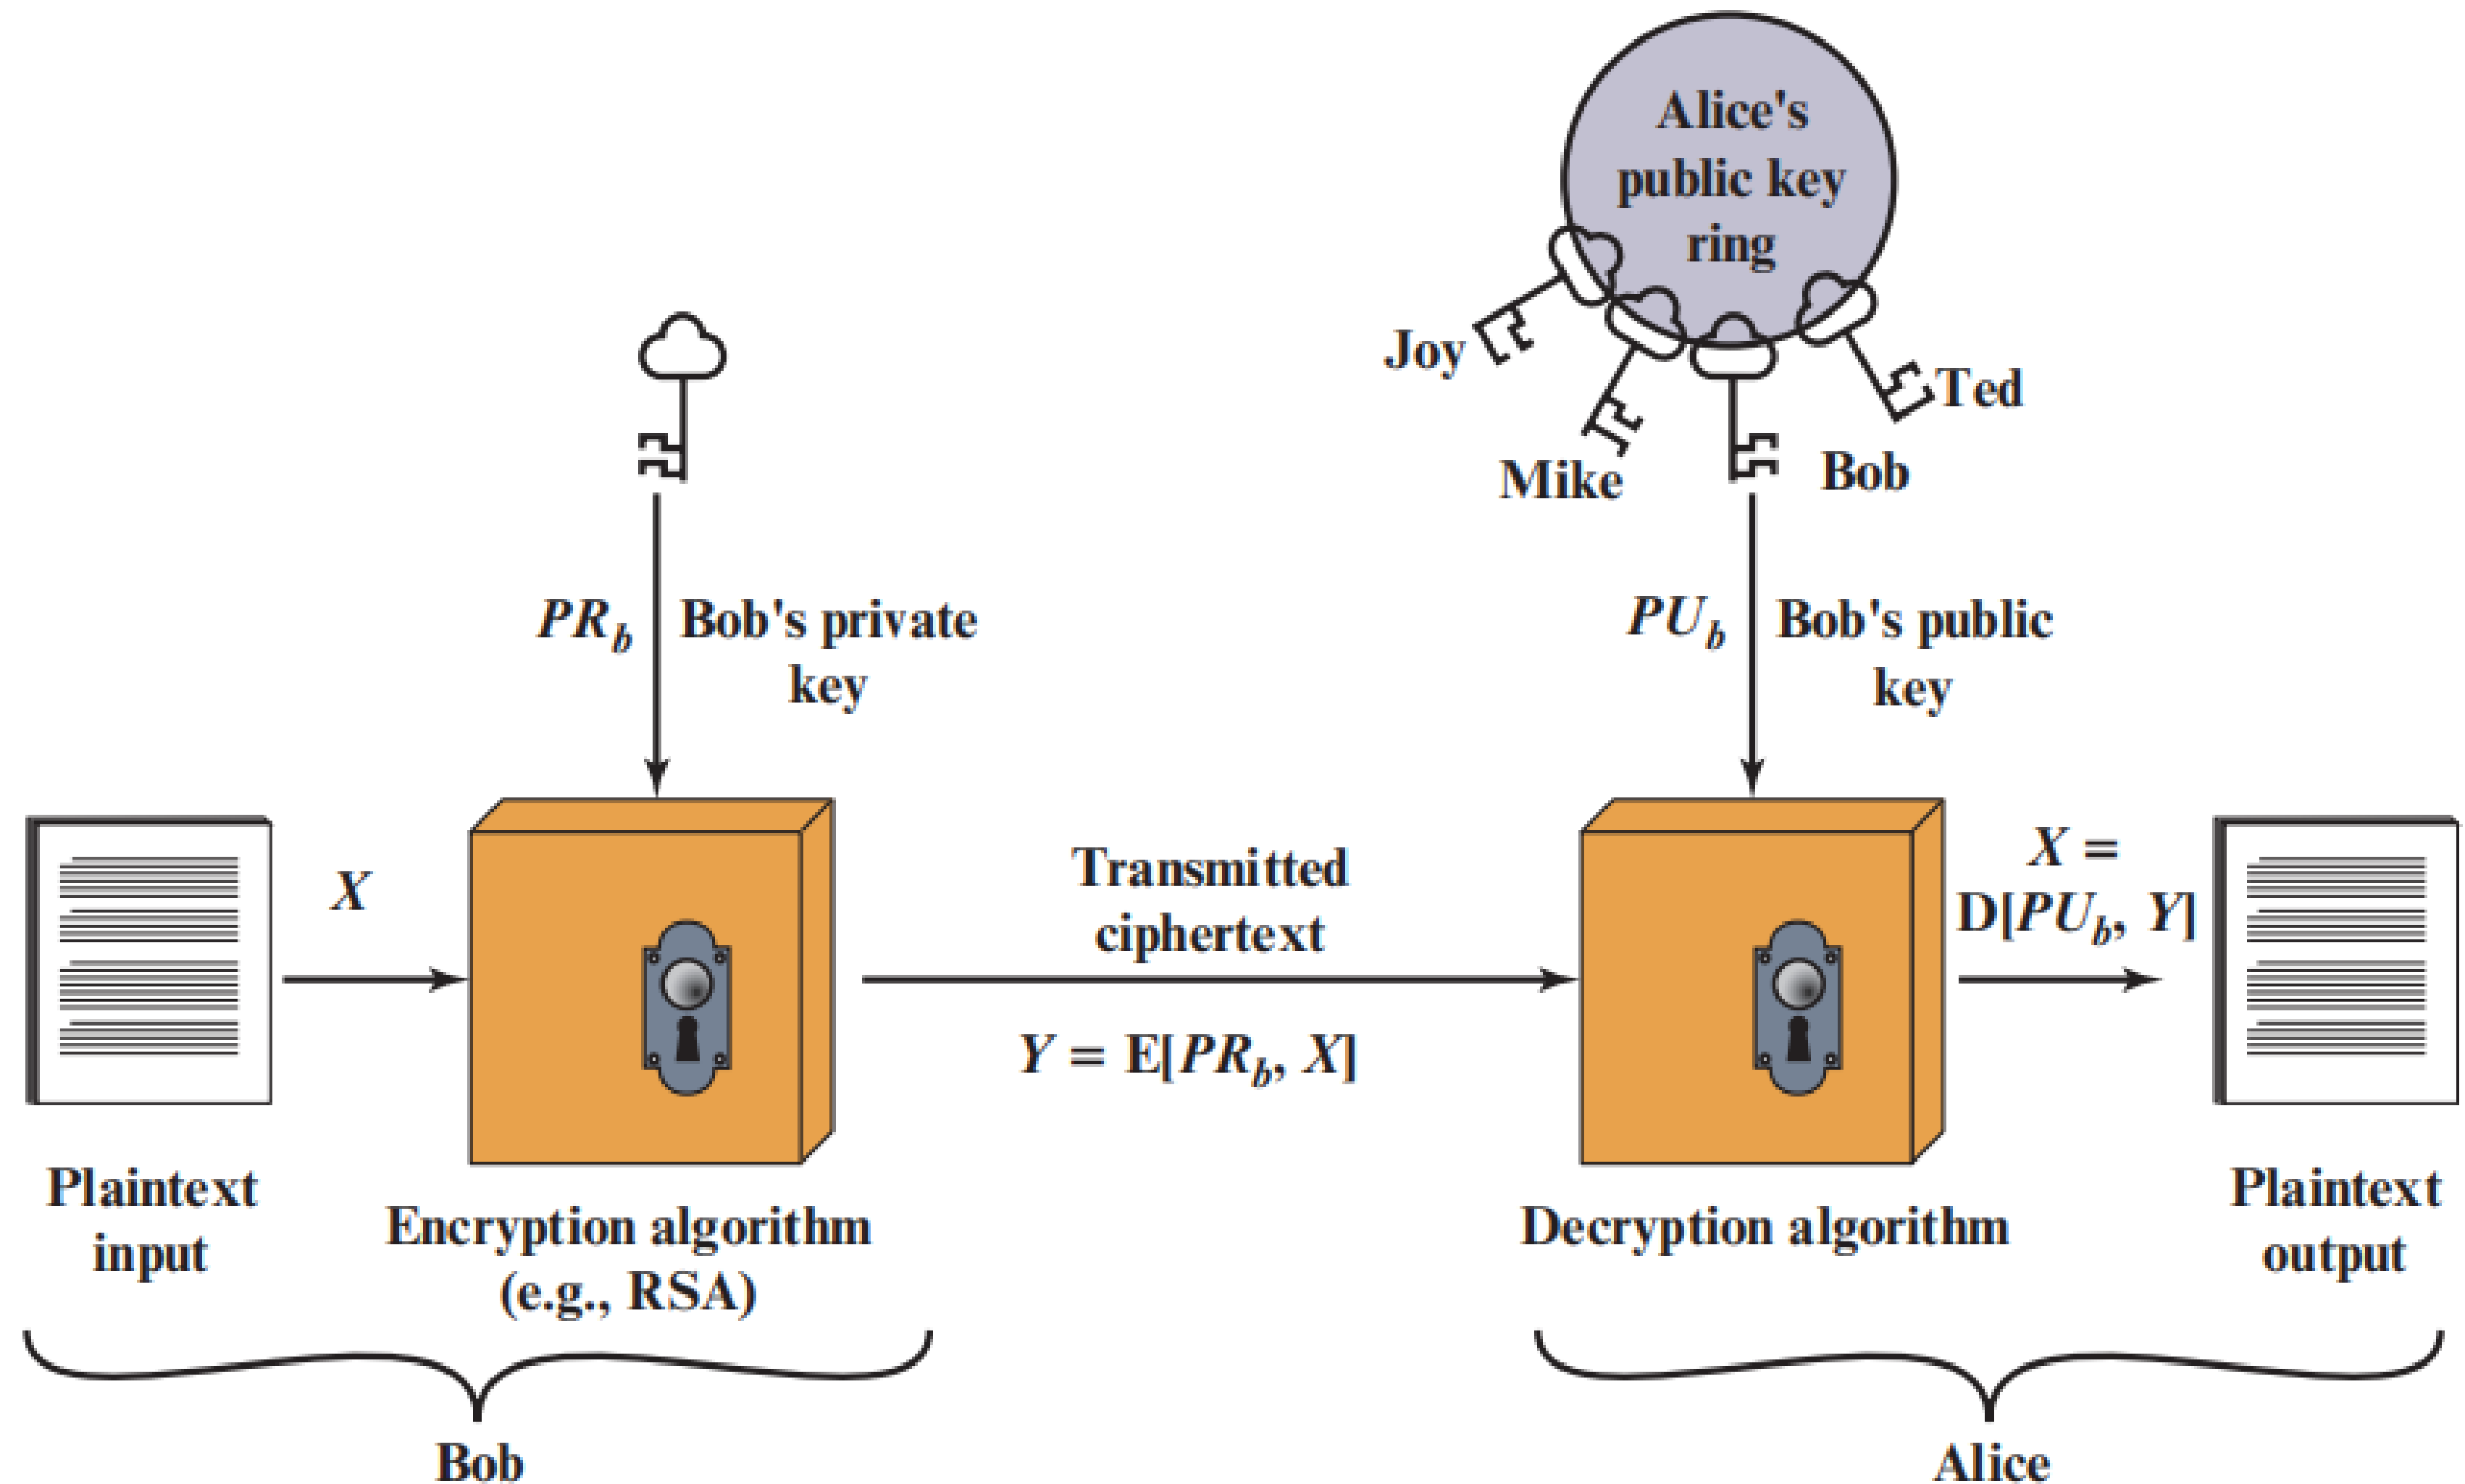 Alice's
public key
ring
Joy
Ted
Mike
Bob
PR_b
Bob's private
key
PU_b
Bob's public
key
X
Transmitted
ciphertext
Y = E[PR_b, X]
X =
D[PU_b, Y]
Plaintext
input
Encryption algorithm
(e.g., RSA)
Decryption algorithm
Plaintext
output
Bob
Alice